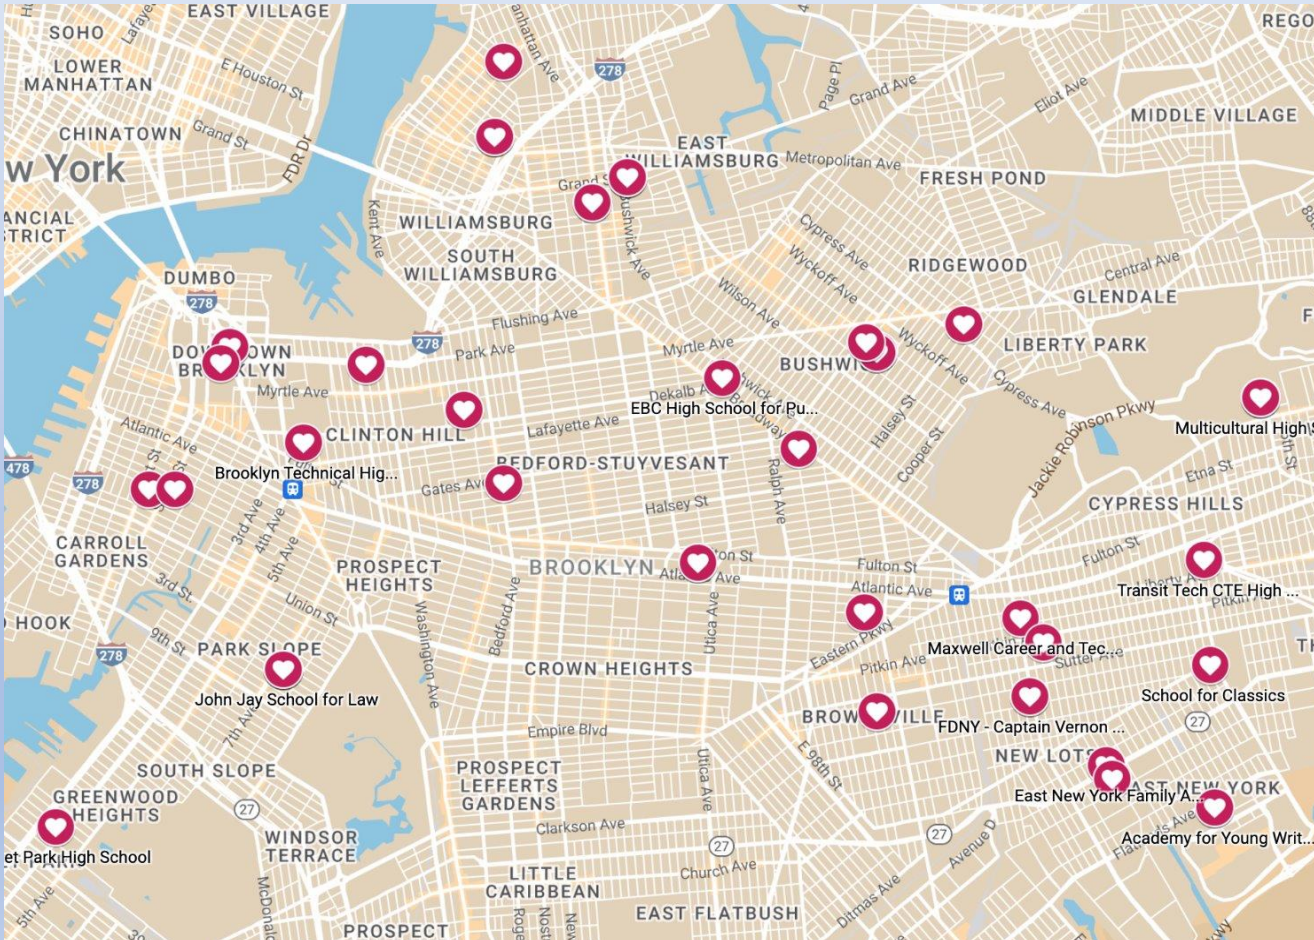 EAST VILLAGE
REGO
SOHO
LOWER
MANHATTAN
E Houston St
278
Page Pl
Grand Ave
Eliot Ave
MIDDLE VILLAGE
CHINATOWN
Grand St
FDR Dr
EAST
WILLIAMSBURG
Metropolitan Ave
w York
FRESH POND
ANCIAL
STRICT
Kent Ave
WILLIAMSBURG
Bushwick Ave
Cypress Ave
Wyckoff Ave
SOUTH
WILLIAMSBURG
RIDGEWOOD
Central Ave
DUMBO
278
Wilson Ave
GLENDALE
Flushing Ave
278
Park Ave
Myrtle Ave
Wyckoff Ave
LIBERTY PARK
Myrtle Ave
Cypress Ave
EBC High School for Pu...
Broadway
Halsey St
Cooper St
Jackie Robinson Pkwy
Multicultural High S
Atlantic Ave
CLINTON HILL
Lafayette Ave
478
278
Brooklyn Technical Hig...
BEDFORD-STUYVESANT
Ralph Ave
Etna St
Gates Ave
Halsey St
CYPRESS HILLS
3rd Ave
4th Ave
5th Ave
CARROLL
GARDENS
PROSPECT
HEIGHTS
BROOKLYN
Fulton St
Atlantic Ave
Fulton St
Transit Tech CTE High ...
3rd St
Union St
Washington Ave
Bedford Ave
Utica Ave
Eastern Pkwy
HOOK
9th St
278
PARK SLOPE
John Jay School for Law
CROWN HEIGHTS
Pitkin Ave
Maxwell Career and Tec...
Sutter Ave
School for Classics
7th Ave
Empire Blvd
E 98th St
FDNY - Captain Vernon ...
27
NEW LOTS
SOUTH SLOPE
PROSPECT
LEFFERTS
GARDENS
Utica Ave
East New York Family A...
EAST NEW YORK
GREENWOOD
HEIGHTS
27
WINDSOR
TERRACE
Clarkson Ave
27
27
Avenue D
Academy for Young Writ...
et Park High School
Church Ave
LITTLE
CARIBBEAN
5th Ave
Ditmas Ave
EAST FLATBUSH
PROSPECT